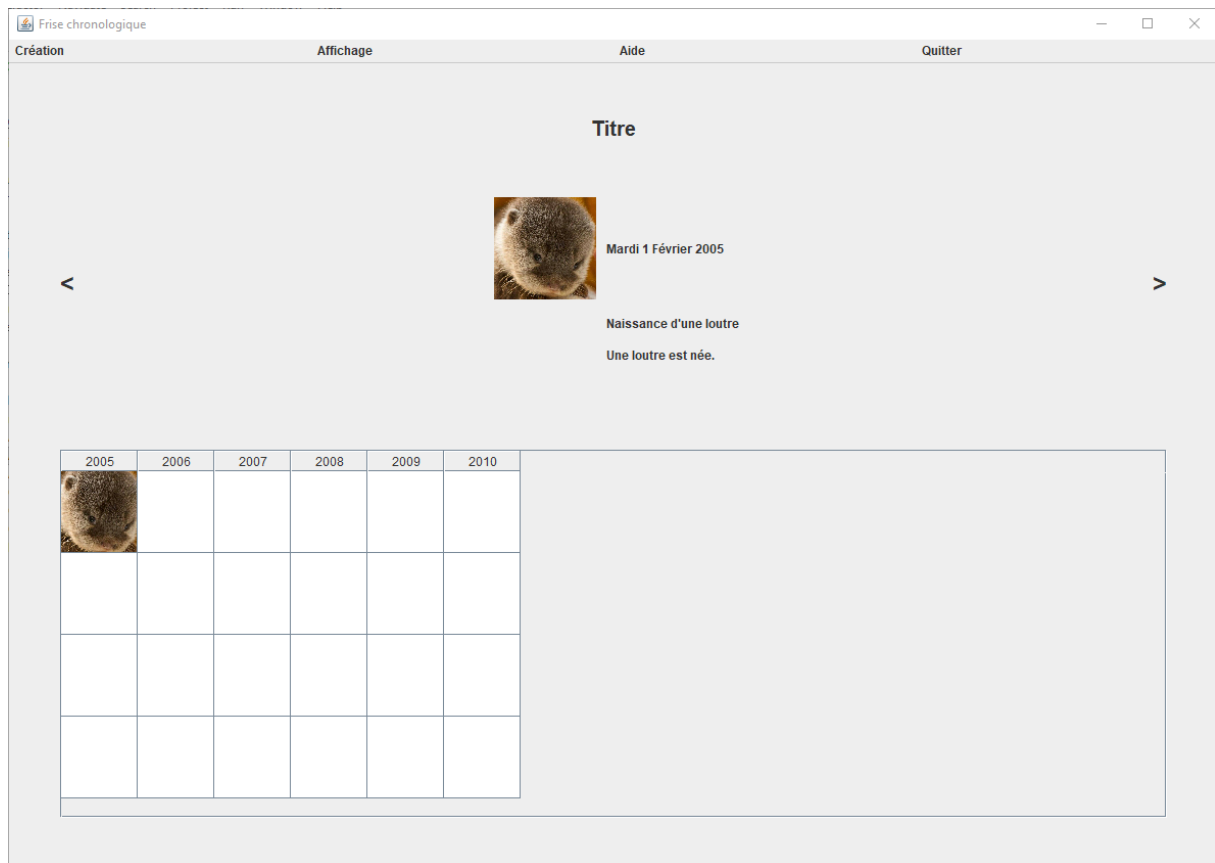 Frise chronologique
Création Affichage Aide Quitter
Titre
Mardi 1 Février 2005
< >
Naissance d'une loutre
Une loutre est née.
2005 2006 2007 2008 2009 2010